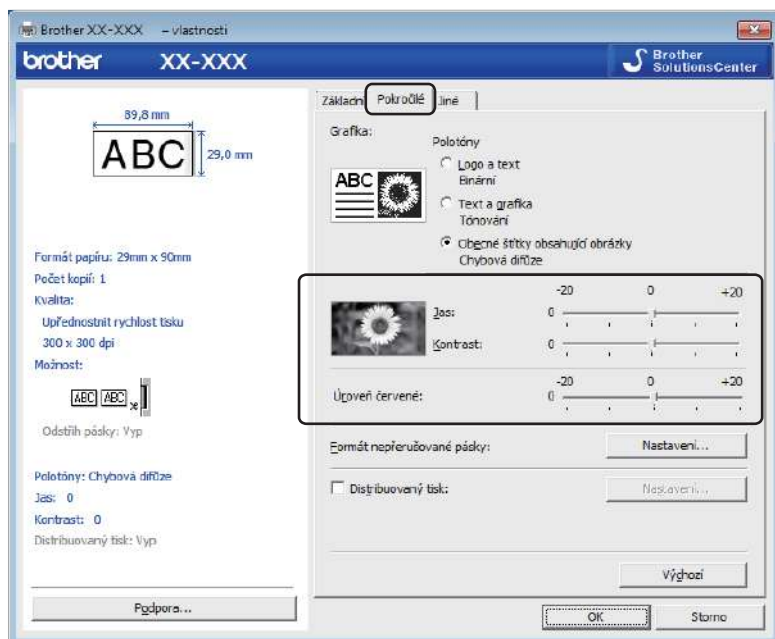 Brother XX-XXX – vlastnosti
brother XX-XXX
Brother
SolutionsCenter
89,8 mm
ABC
29,0 mm
Formát papíru: 29mm x 90mm
Počet kopií: 1
Kvalita:
Upřednostnit rychlost tisku
300 x 300 dpi
Možnost:
ABC ABC
Odstřih pásky: Vyp
Polotóny: Chybová difůze
Jas: 0
Kontrast: 0
Distribuovaný tisk: Vyp
Podpora...
Základní Pokročilé Jiné
Grafika:
ABC
Polotóny
Logo a text
Binární
Text a grafika
Tónování
Obecné štítky obsahující obrázky
Chybová difůze
-20 0 +20
Jas: 0
Kontrast: 0
-20 0 +20
Úroveň červené: 0
Formát nepřerušované pásky: Nastavení...
Distribuovaný tisk: Nastavení...
Výchozí
OK Storno